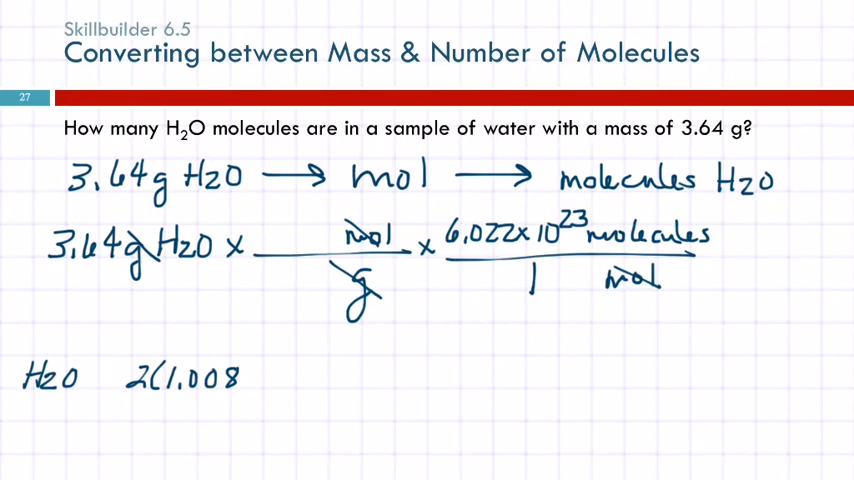 Skillbuilder 6.5
Converting between Mass & Number of Molecules
27
How many H₂O molecules are in a sample of water with a mass of 3.64 g?
3.64g H2O → mol → molecules H2O
3.64g H2O × mol/g × 6.022×10²³ molecules/1 mol
H2O 2(1.008